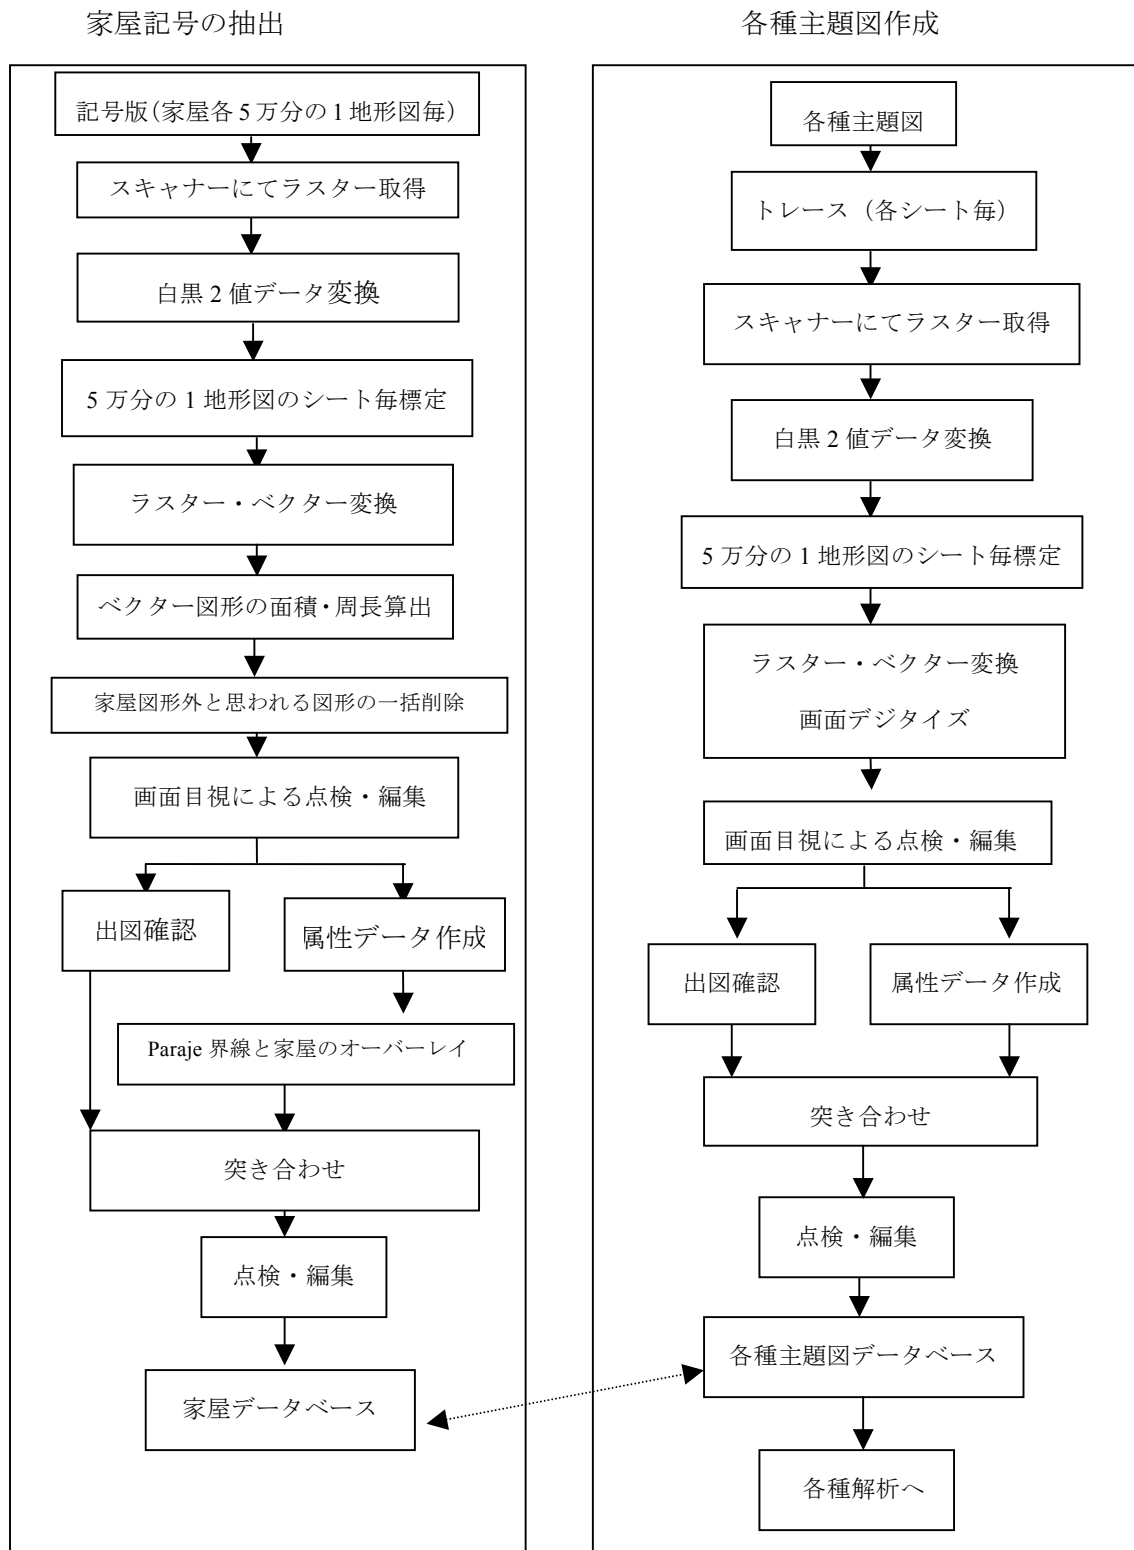 家屋記号の抽出
記号版(家屋各 5 万分の 1 地形図毎)
スキャナーにてラスター取得
白黒 2 値データ変換
5 万分の 1 地形図のシート毎標定
ラスター・ベクター変換
ベクター図形の面積・周長算出
家屋図形外と思われる図形の一括削除
画面目視による点検・編集
出図確認
属性データ作成
Paraje 界線と家屋のオーバーレイ
突き合わせ
点検・編集
家屋データベース
各種主題図作成
各種主題図
トレース（各シート毎）
スキャナーにてラスター取得
白黒 2 値データ変換
5 万分の 1 地形図のシート毎標定
ラスター・ベクター変換
画面デジタイズ
画面目視による点検・編集
出図確認
属性データ作成
突き合わせ
点検・編集
各種主題図データベース
各種解析へ